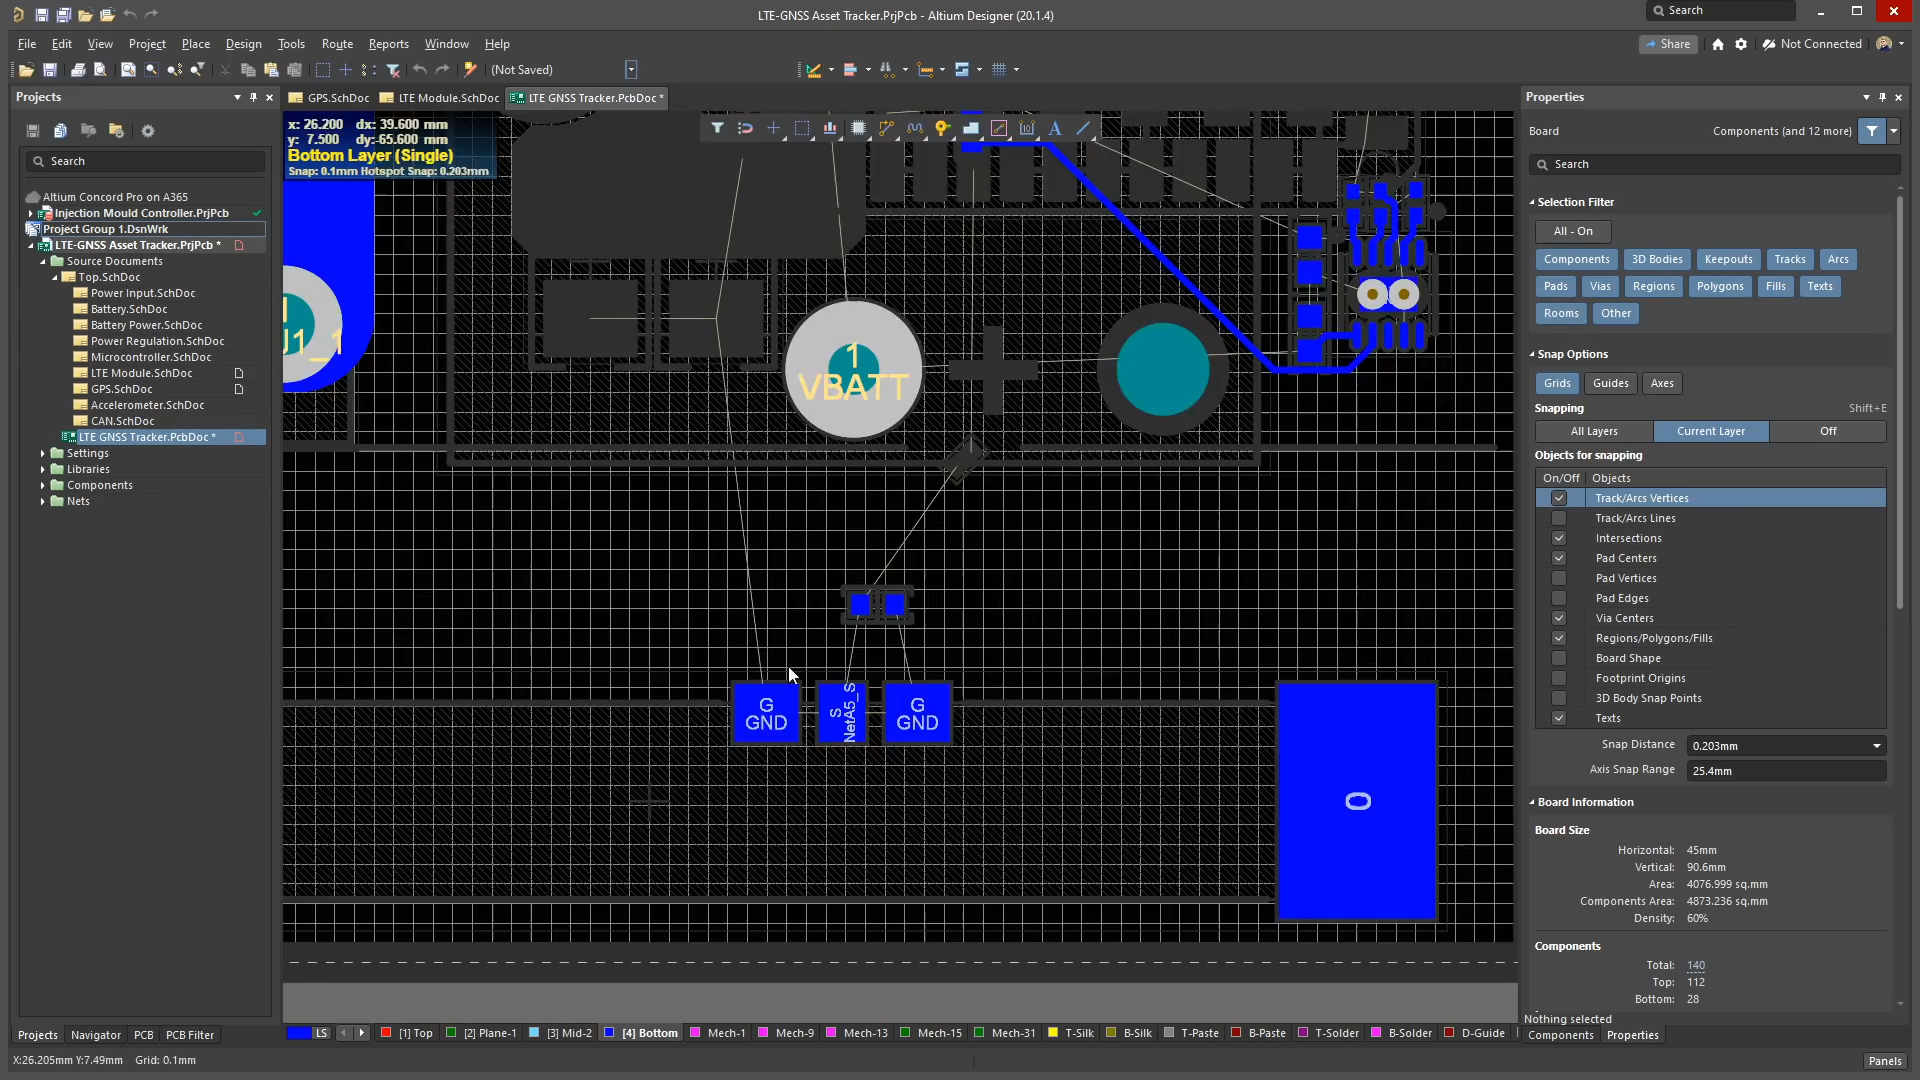 LTE-GNSS Asset Tracker.PrjPcb - Altium Designer (20.1.4)
Search
File Edit View Project Place Design Tools Route Reports Window Help
Share
Not Connected
(Not Saved)
Projects
GPS.SchDoc
LTE Module.SchDoc
LTE GNSS Tracker.PcbDoc *
Properties
Search
Altium Concord Pro on A365
Injection Mould Controller.PrjPcb
Project Group 1.DsnWrk
LTE-GNSS Asset Tracker.PrjPcb *
Source Documents
Top.SchDoc
Power Input.SchDoc
Battery.SchDoc
Battery Power.SchDoc
Power Regulation.SchDoc
Microcontroller.SchDoc
LTE Module.SchDoc
GPS.SchDoc
Accelerometer.SchDoc
CAN.SchDoc
LTE GNSS Tracker.PcbDoc *
Settings
Libraries
Components
Nets
x: 26.200 dx: 39.600 mm
y: 7.500 dy:-65.600 mm
Bottom Layer (Single)
Snap: 0.1mm Hotspot Snap: 0.203mm
1
J1_1
1
VBATT
G
GND
S
NetA5_S
G
GND
0
Board
Components (and 12 more)
Search
Selection Filter
All - On
Components 3D Bodies Keepouts Tracks Arcs
Pads Vias Regions Polygons Fills Texts
Rooms Other
Snap Options
Grids Guides Axes
Snapping Shift+E
All Layers Current Layer Off
Objects for snapping
On/Off Objects
Track/Arcs Vertices
Track/Arcs Lines
Intersections
Pad Centers
Pad Vertices
Pad Edges
Via Centers
Regions/Polygons/Fills
Board Shape
Footprint Origins
3D Body Snap Points
Texts
Snap Distance 0.203mm
Axis Snap Range 25.4mm
Board Information
Board Size
Horizontal: 45mm
Vertical: 90.6mm
Area: 4076.999 sq.mm
Components Area: 4873.236 sq.mm
Density: 60%
Components
Total: 140
Top: 112
Bottom: 28
Nothing selected
Components Properties
Projects Navigator PCB PCB Filter
LS [1] Top [2] Plane-1 [3] Mid-2 [4] Bottom Mech-1 Mech-9 Mech-13 Mech-15 Mech-31 T-Silk B-Silk T-Paste B-Paste T-Solder B-Solder D-Guide
X:26.205mm Y:7.49mm Grid: 0.1mm
Panels